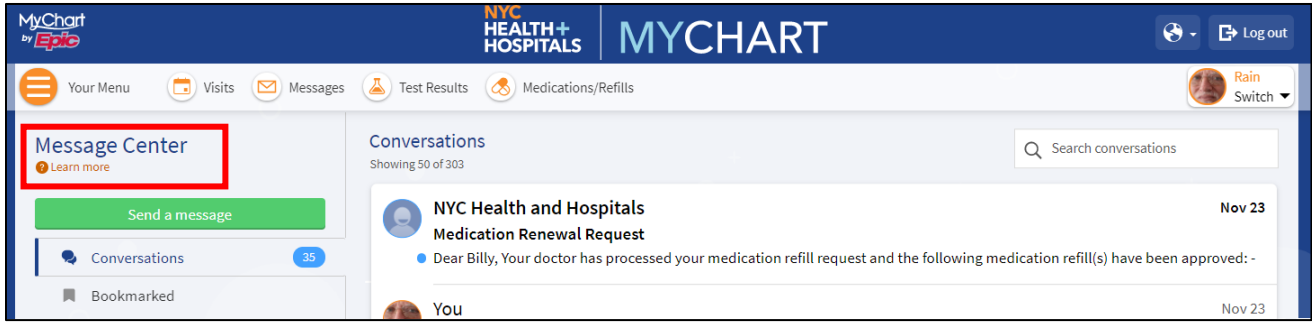 MyChart
by Epic
NYC
HEALTH+
HOSPITALS
MYCHART
Log out
Your Menu
Visits
Messages
Test Results
Medications/Refills
Rain
Switch
Message Center
? Learn more
Send a message
Conversations 35
Bookmarked
Conversations
Showing 50 of 303
Search conversations
NYC Health and Hospitals Nov 23
Medication Renewal Request
Dear Billy, Your doctor has processed your medication refill request and the following medication refill(s) have been approved: -
You Nov 23